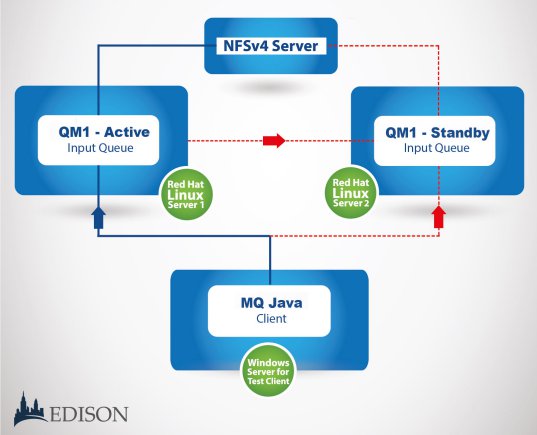 NFSv4 Server
QM1 - Active
Input Queue
QM1 - Standby
Input Queue
Red Hat
Linux
Server 1
Red Hat
Linux
Server 2
MQ Java
Client
Windows
Server for
Test Client
EDISON